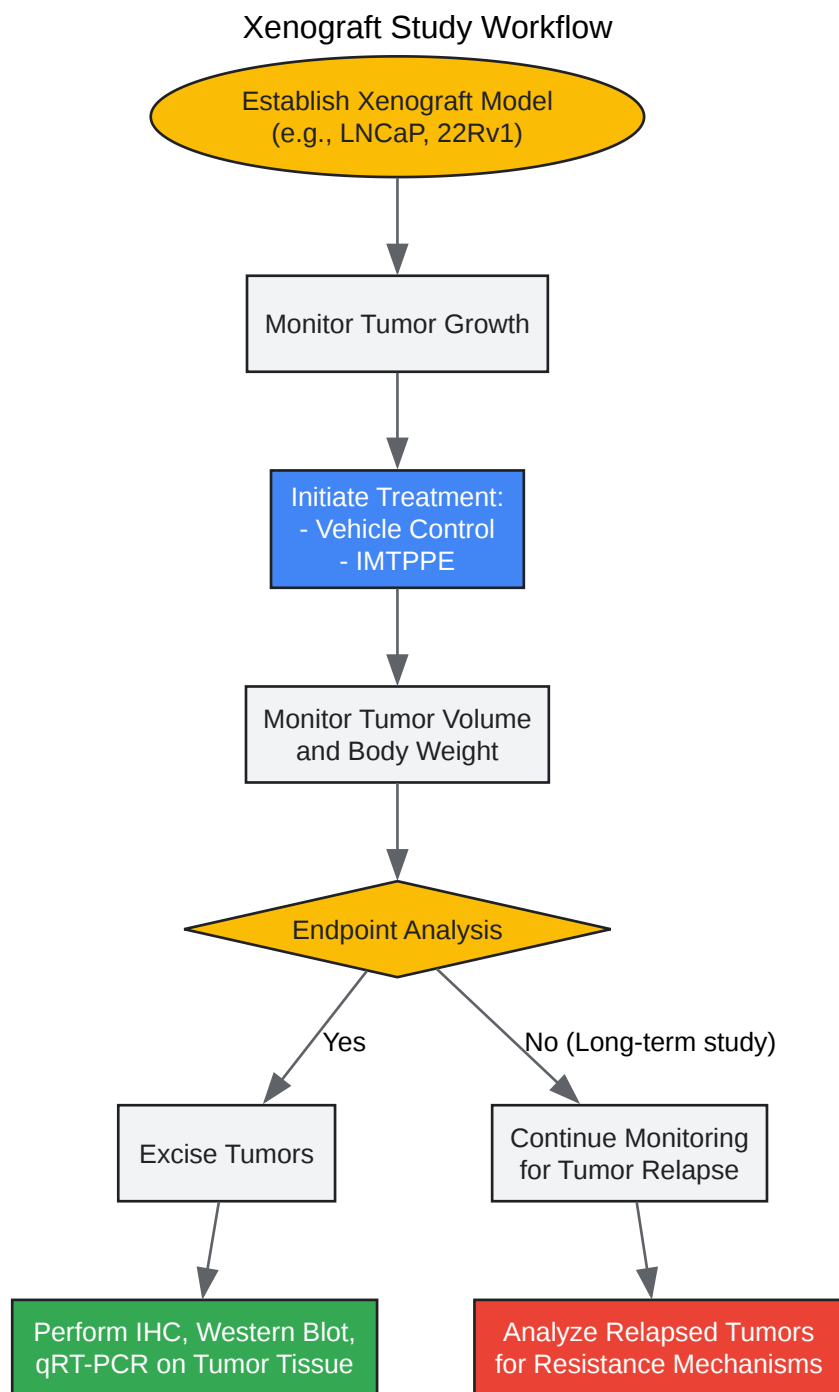 Xenograft Study Workflow
Establish Xenograft Model
(e.g., LNCaP, 22Rv1)
Monitor Tumor Growth
Initiate Treatment:
- Vehicle Control
- IMTPPE
Monitor Tumor Volume
and Body Weight
Endpoint Analysis
Yes
No (Long-term study)
Excise Tumors
Continue Monitoring
for Tumor Relapse
Perform IHC, Western Blot,
qRT-PCR on Tumor Tissue
Analyze Relapsed Tumors
for Resistance Mechanisms